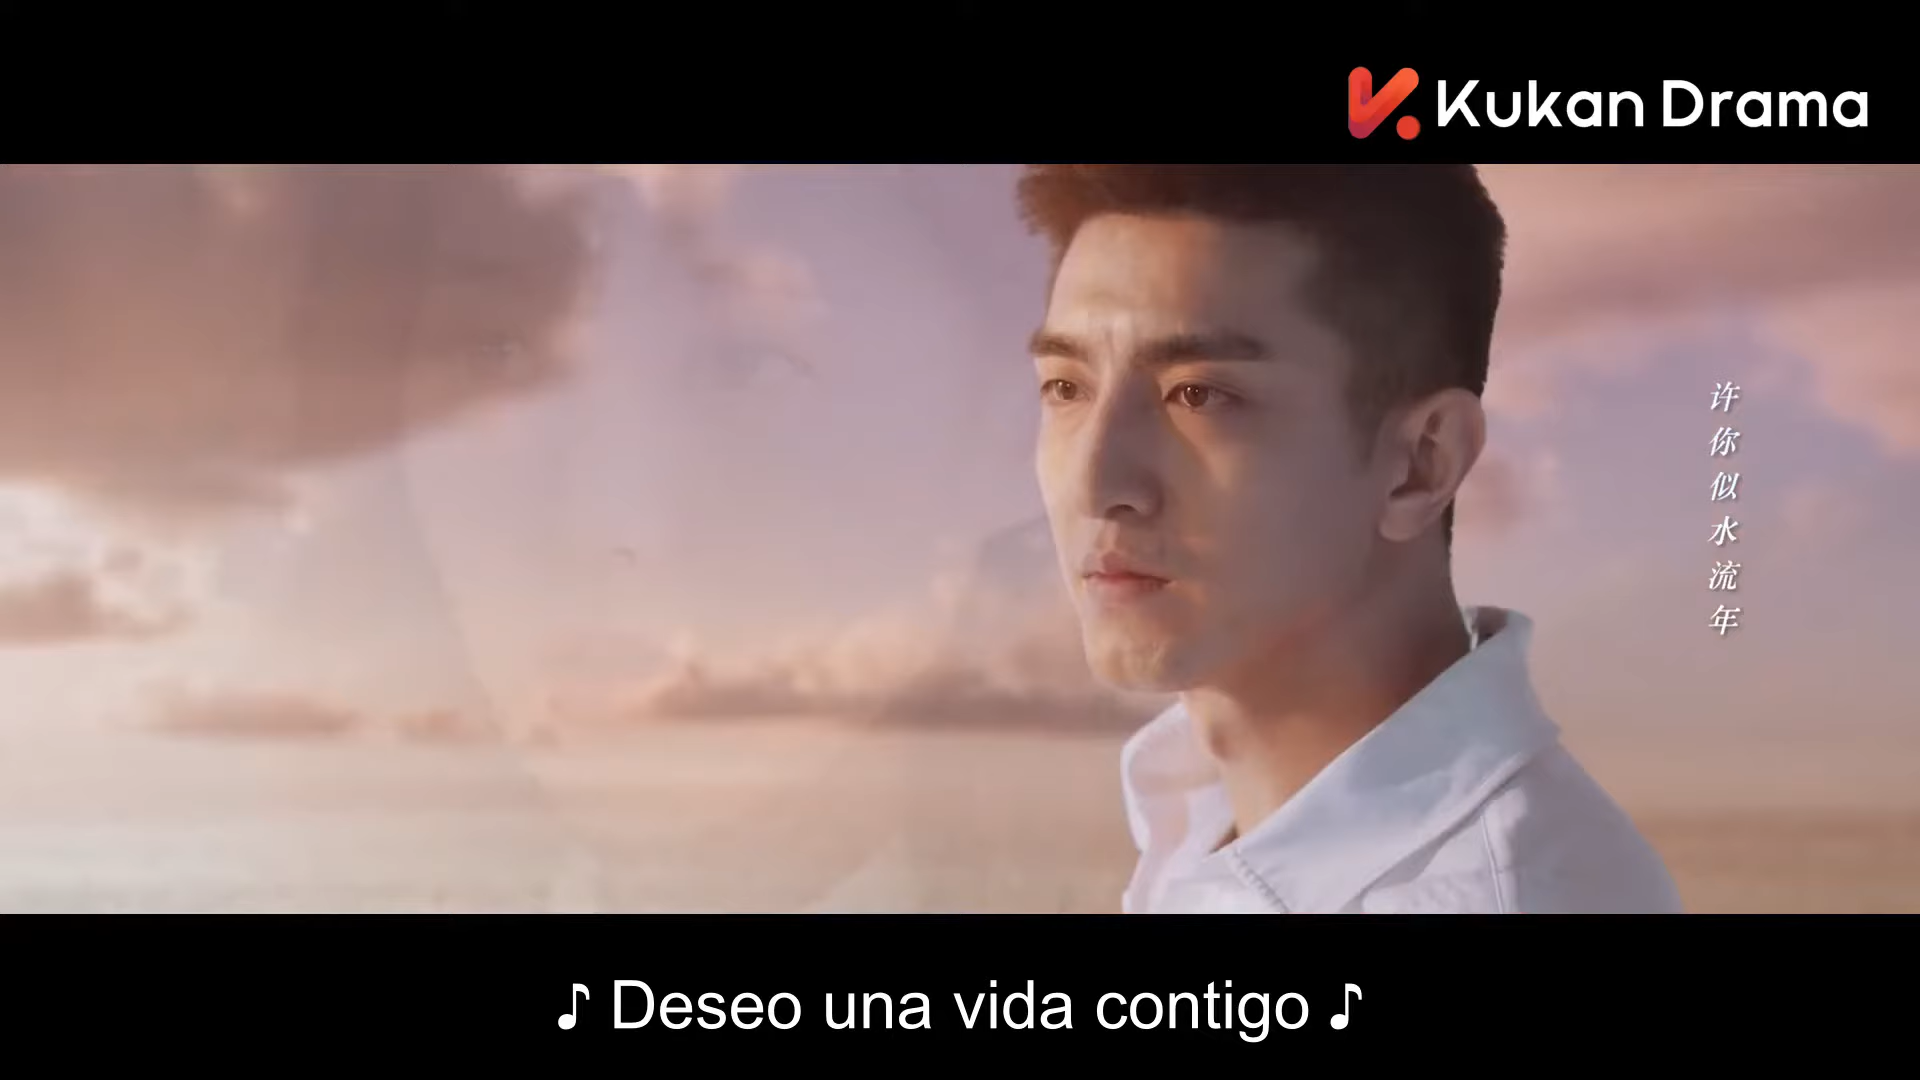 Kukan Drama
许你似水流年
♪ Deseo una vida contigo ♪